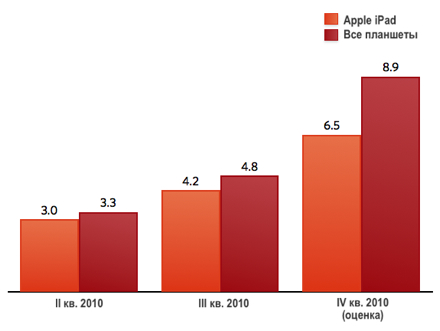 Apple iPad
Все планшеты
8.9
6.5
4.8
4.2
3.3
3.0
II кв. 2010
III кв. 2010
IV кв. 2010
(оценка)